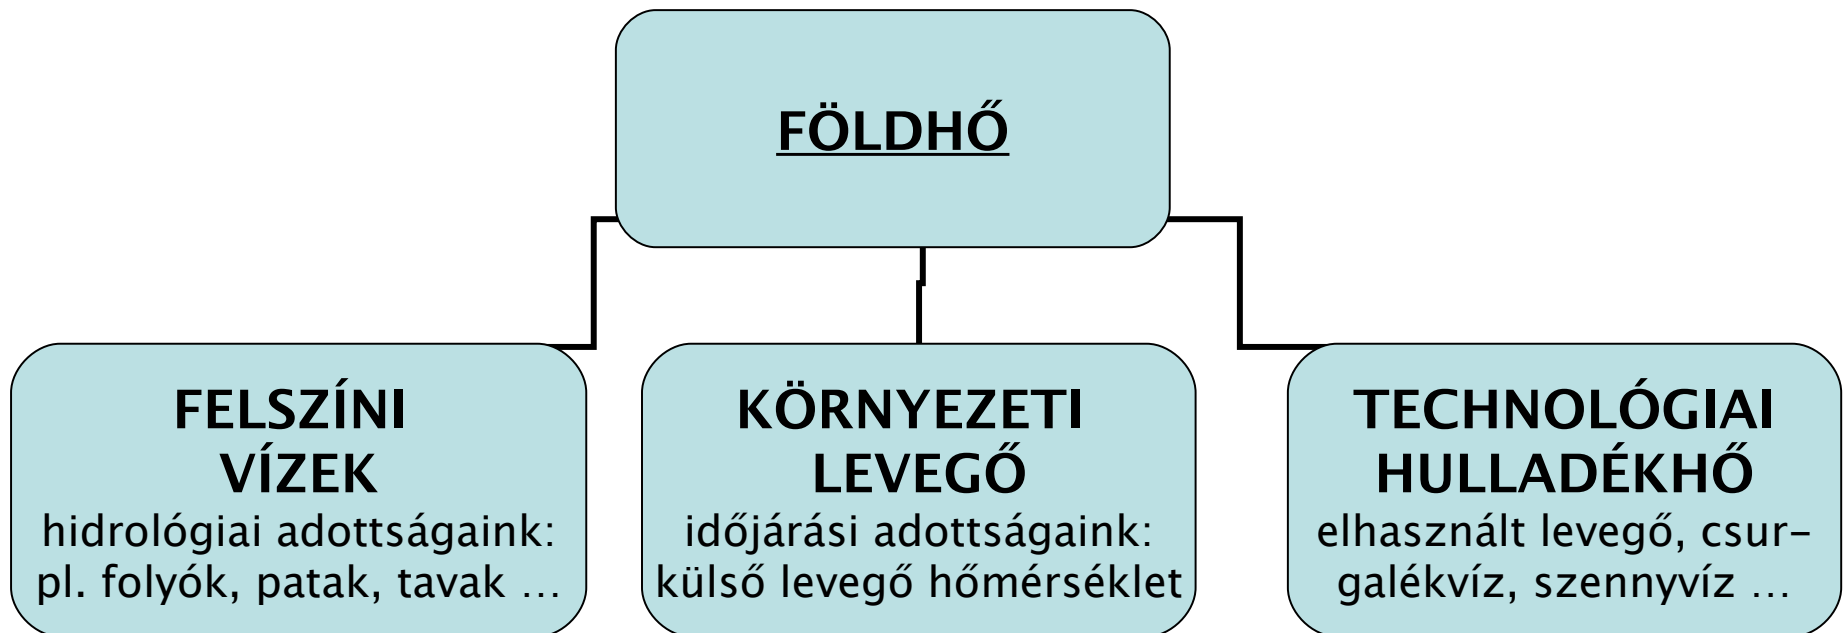 FÖLDHŐ
FELSZÍNI
VÍZEK
hidrológiai adottságaink:
pl. folyók, patak, tavak …
KÖRNYEZETI
LEVEGŐ
időjárási adottságaink:
külső levegő hőmérséklet
TECHNOLÓGIAI
HULLADÉKHŐ
elhasznált levegő, csur-
galékvíz, szennyvíz …